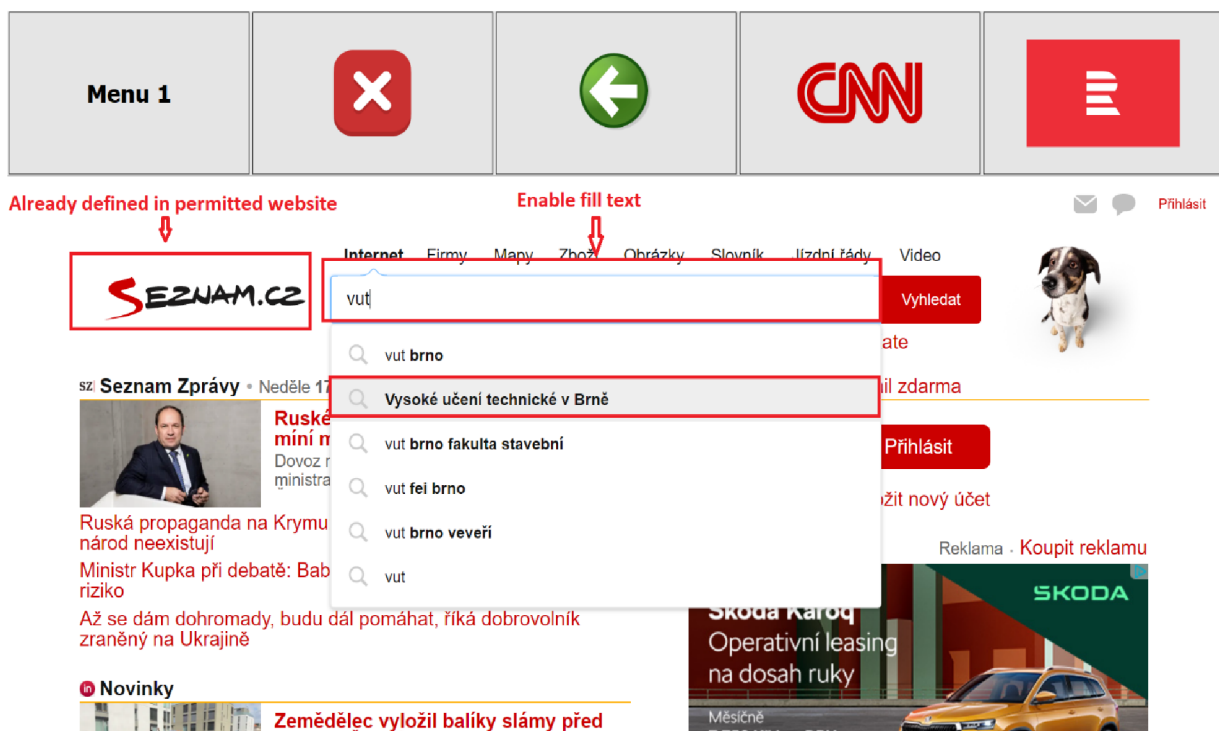 Menu 1
CNN
Already defined in permitted website
Enable fill text
Přihlásit
Internet Firmy Mapy Zboží Obrázky Slovník Jízdní řády Video
SEZNAM.CZ
vut
Vyhledat
vut brno
ate
Vysoké učení technické v Brně
il zdarma
SZ Seznam Zprávy • Neděle 17
Ruské
míní m
Dovoz r
ministra
vut brno fakulta stavební
Přihlásit
vut fei brno
ožit nový účet
Ruská propaganda na Krymu
národ neexistují
vut brno veveří
Reklama - Koupit reklamu
Ministr Kupka při debatě: Bab
riziko
vut
ŠKODA
Až se dám dohromady, budu dál pomáhat, říká dobrovolník
zraněný na Ukrajině
Škoda Karoq
Operativní leasing
na dosah ruky
Novinky
Měsíčně
Zemědělec vyložil balíky slámy před